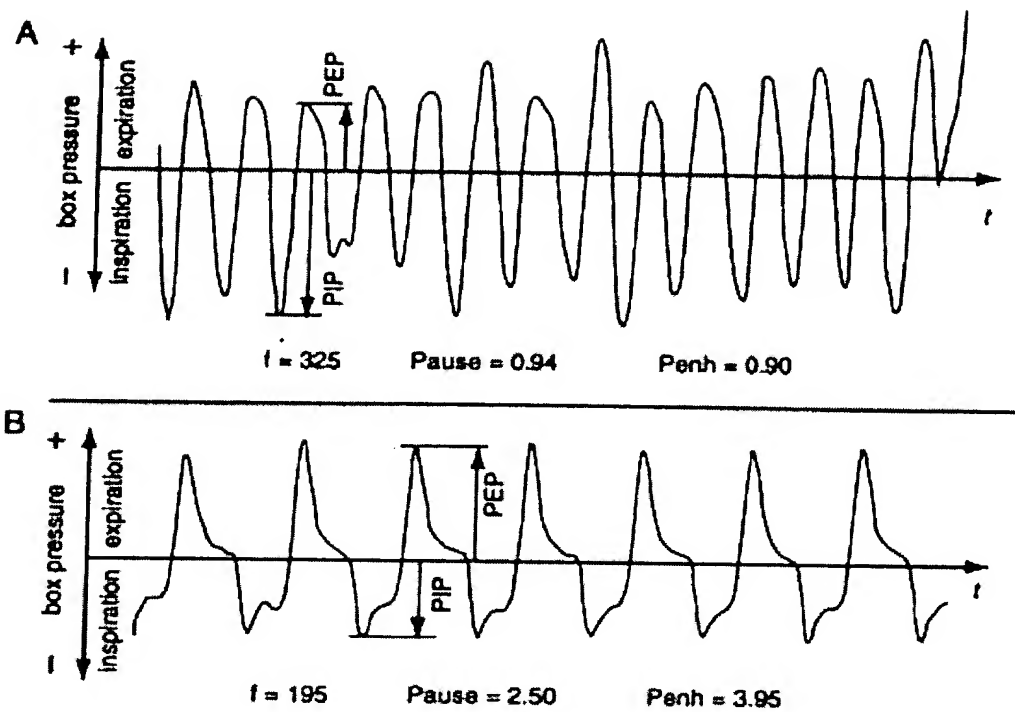 A
+
box pressure
expiration
inspiration
−
PEP
PIP
t
f = 325 Pause = 0.94 Penh = 0.90
B
+
box pressure
expiration
inspiration
−
PEP
PIP
t
f = 195 Pause = 2.50 Penh = 3.95